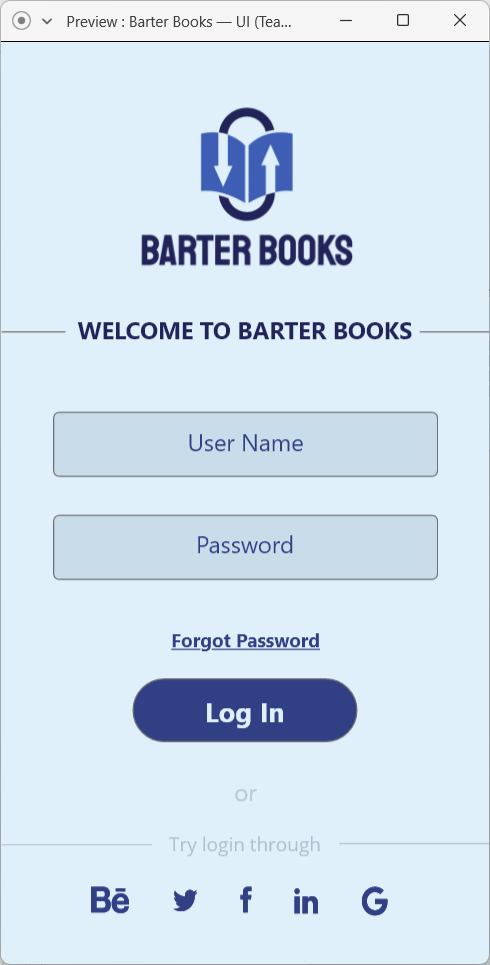 Preview : Barter Books — UI (Tea...
BARTER BOOKS
WELCOME TO BARTER BOOKS
User Name
Password
Forgot Password
Log In
or
Try login through
Bē f in G